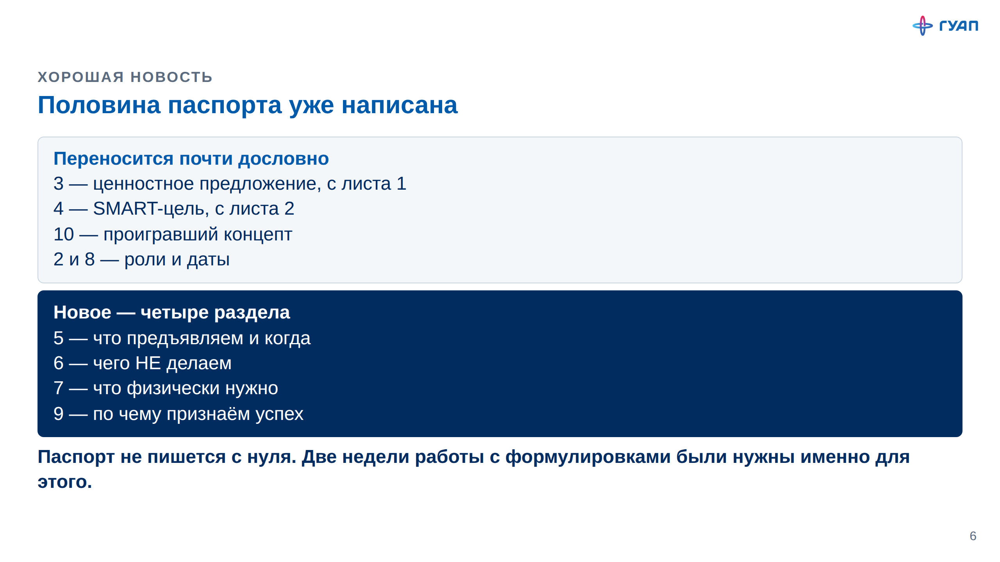 ГУАП
ХОРОШАЯ НОВОСТЬ
Половина паспорта уже написана
Переносится почти дословно
3 — ценностное предложение, с листа 1
4 — SMART-цель, с листа 2
10 — проигравший концепт
2 и 8 — роли и даты
Новое — четыре раздела
5 — что предъявляем и когда
6 — чего НЕ делаем
7 — что физически нужно
9 — по чему признаём успех
Паспорт не пишется с нуля. Две недели работы с формулировками были нужны именно для
этого.
6